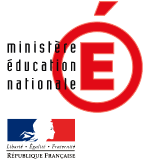 ministère
éducation
nationale
É
Liberté • Égalité • Fraternité
RÉPUBLIQUE FRANÇAISE